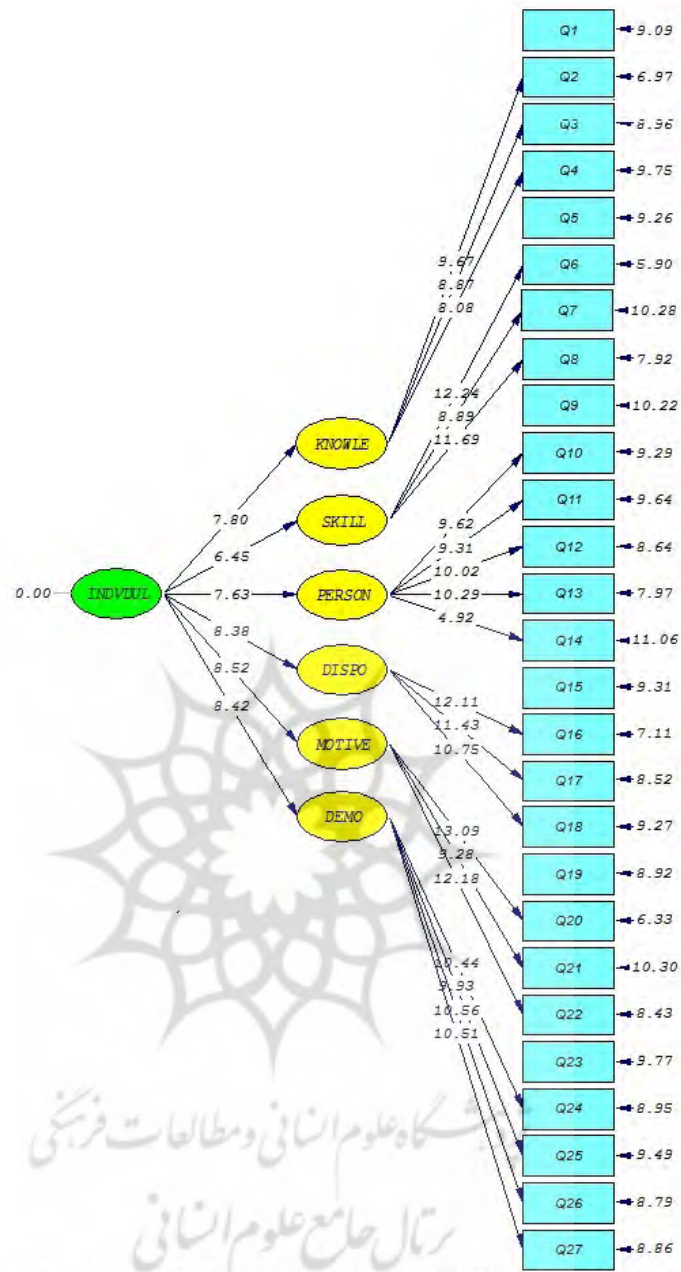 Q1 9.09
Q2 6.97
Q3 8.96
Q4 9.75
Q5 9.26
9.67
Q6 5.90
8.87
8.08
Q7 10.28
Q8 7.92
12.24
8.89
Q9 10.22
11.69
KNOWLE
Q10 9.29
Q11 9.64
7.80
SKILL
9.62
9.31
Q12 8.64
6.45
10.02
0.00 INDVDUL
7.63
PERSON
10.29
Q13 7.97
4.92
8.38
Q14 11.06
8.52
DISPO
Q15 9.31
8.42
12.11
11.43
Q16 7.11
10.75
MOTIVE
Q17 8.52
DEMO
Q18 9.27
13.09
9.28
Q19 8.92
12.18
Q20 6.33
10.44
Q21 10.30
9.93
10.56
Q22 8.43
10.51
Q23 9.77
Q24 8.95
پژوهشگاه علوم انسانی و مطالعات فرهنگی
Q25 9.49
Q26 8.79
پرتال جامع علوم انسانی
Q27 8.86